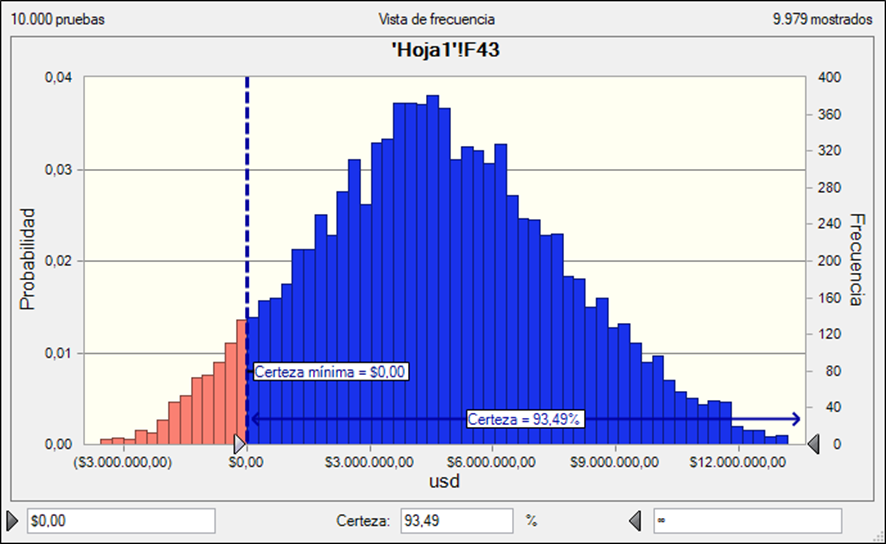 10.000 pruebas
Vista de frecuencia
9.979 mostrados
'Hoja1'!F43
Probabilidad
0,04
0,03
0,02
0,01
0,00
400
360
320
280
240
200
160
120
80
40
0
Frecuencia
Certeza mínima = $0,00
Certeza = 93,49%
($3.000.000,00)
$0,00
$3.000.000,00
$6.000.000,00
$9.000.000,00
$12.000.000,00
usd
$0,00
Certeza:
93,49
%
∞